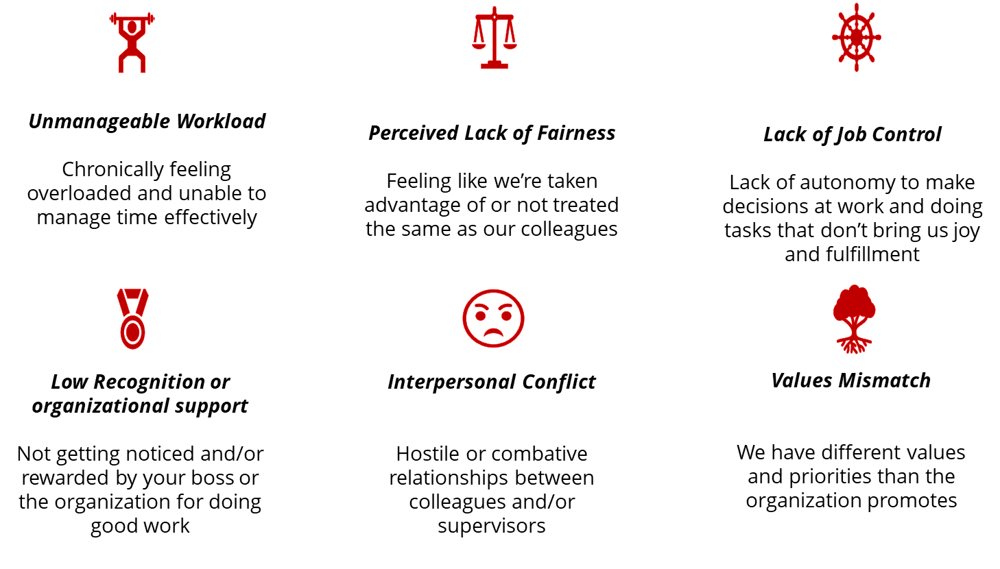 Unmanageable Workload
Chronically feeling
overloaded and unable to
manage time effectively
Perceived Lack of Fairness
Feeling like we’re taken
advantage of or not treated
the same as our colleagues
Lack of Job Control
Lack of autonomy to make
decisions at work and doing
tasks that don’t bring us joy
and fulfillment
Low Recognition or
organizational support
Not getting noticed and/or
rewarded by your boss or
the organization for doing
good work
Interpersonal Conflict
Hostile or combative
relationships between
colleagues and/or
supervisors
Values Mismatch
We have different values
and priorities than the
organization promotes